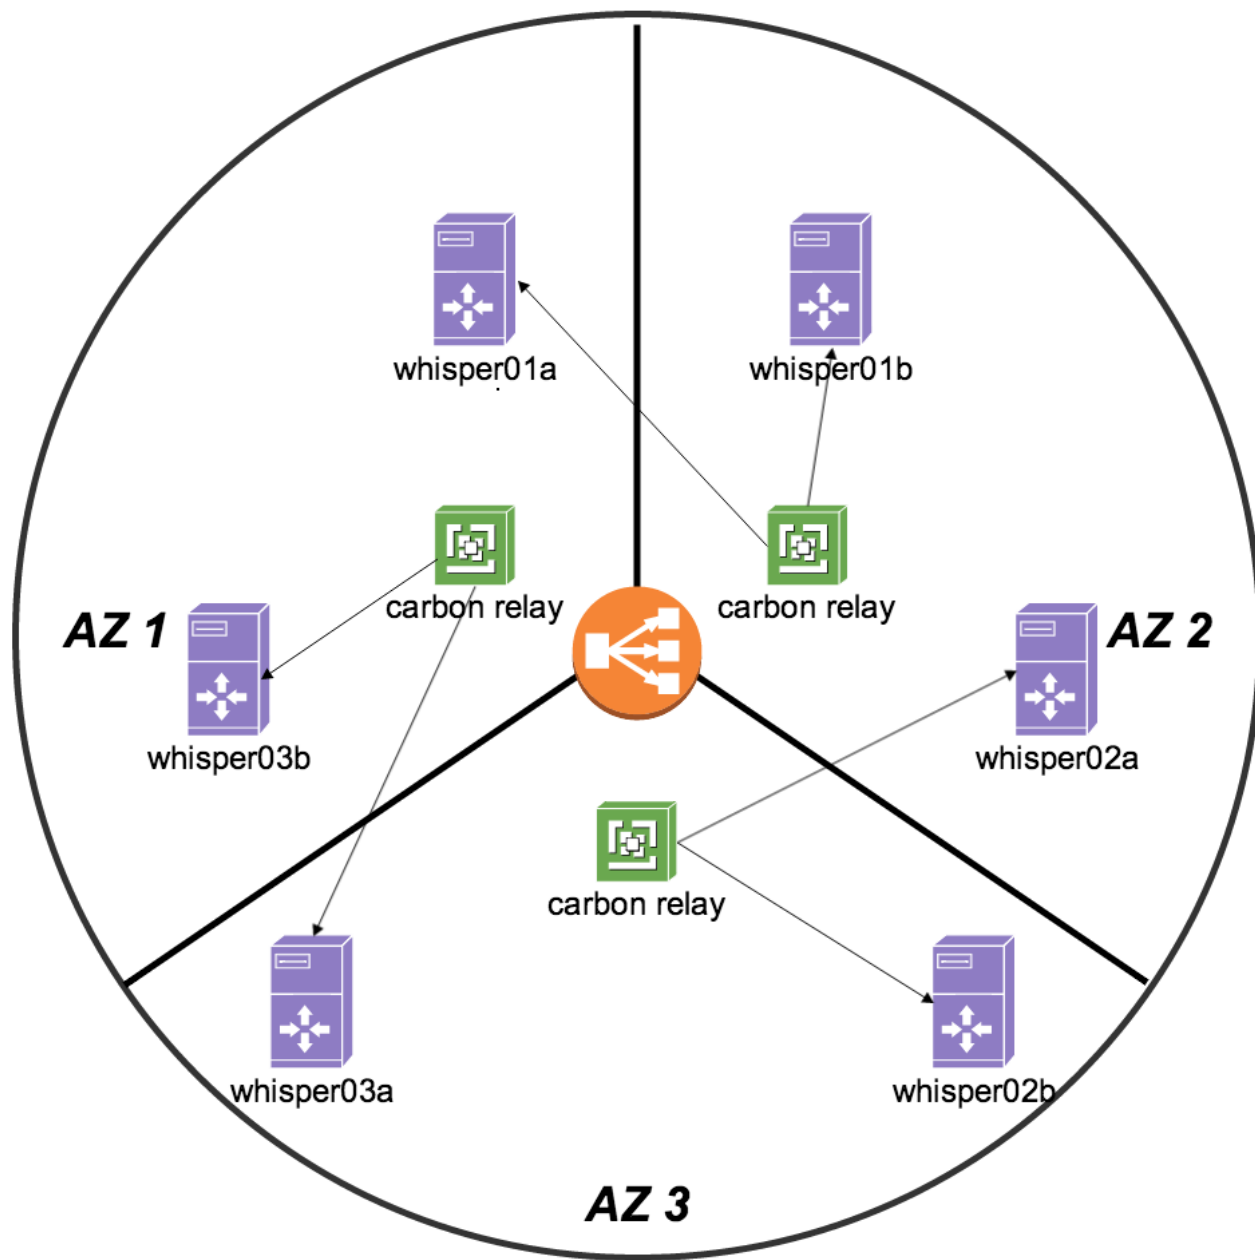 whisper01a
whisper01b
carbon relay
carbon relay
AZ 1
AZ 2
whisper03b
whisper02a
carbon relay
whisper03a
whisper02b
AZ 3